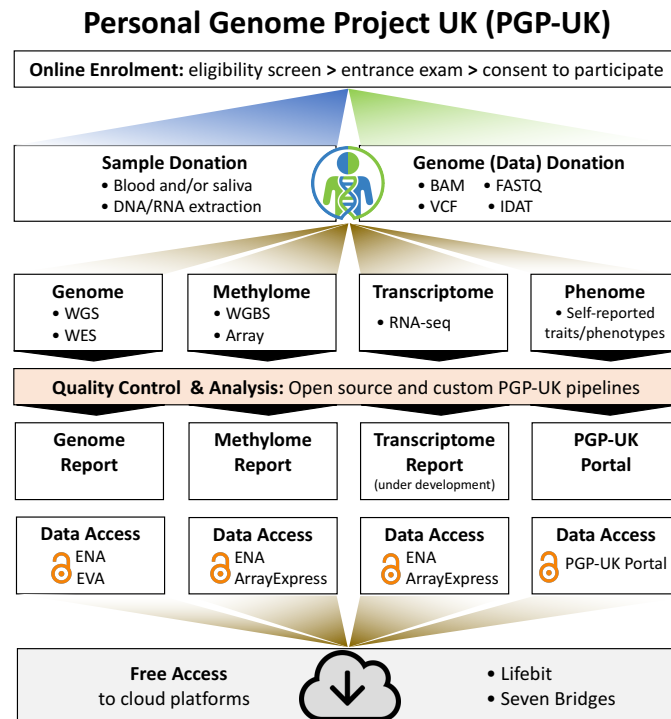 Personal Genome Project UK (PGP-UK)
Online Enrolment: eligibility screen > entrance exam > consent to participate
Sample Donation
• Blood and/or saliva
• DNA/RNA extraction
Genome (Data) Donation
• BAM • FASTQ
• VCF • IDAT
Genome
• WGS
• WES
Methylome
• WGBS
• Array
Transcriptome
• RNA-seq
Phenome
• Self-reported
traits/phenotypes
Quality Control & Analysis: Open source and custom PGP-UK pipelines
Genome
Report
Methylome
Report
Transcriptome
Report
(under development)
PGP-UK
Portal
Data Access
ENA
EVA
Data Access
ENA
ArrayExpress
Data Access
ENA
ArrayExpress
Data Access
PGP-UK Portal
Free Access
to cloud platforms
• Lifebit
• Seven Bridges